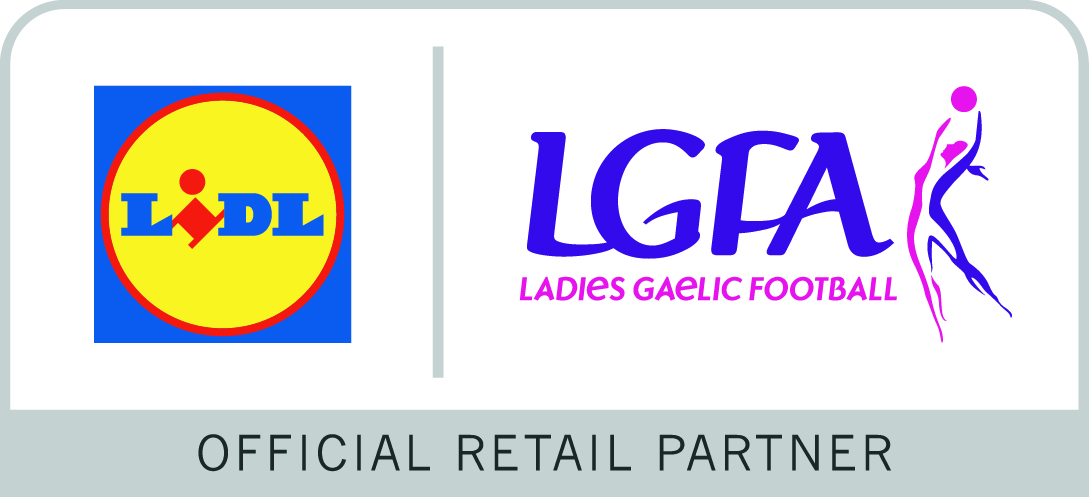 LiDL
LGFA
LADIES GAELIC FOOTBALL
OFFICIAL RETAIL PARTNER